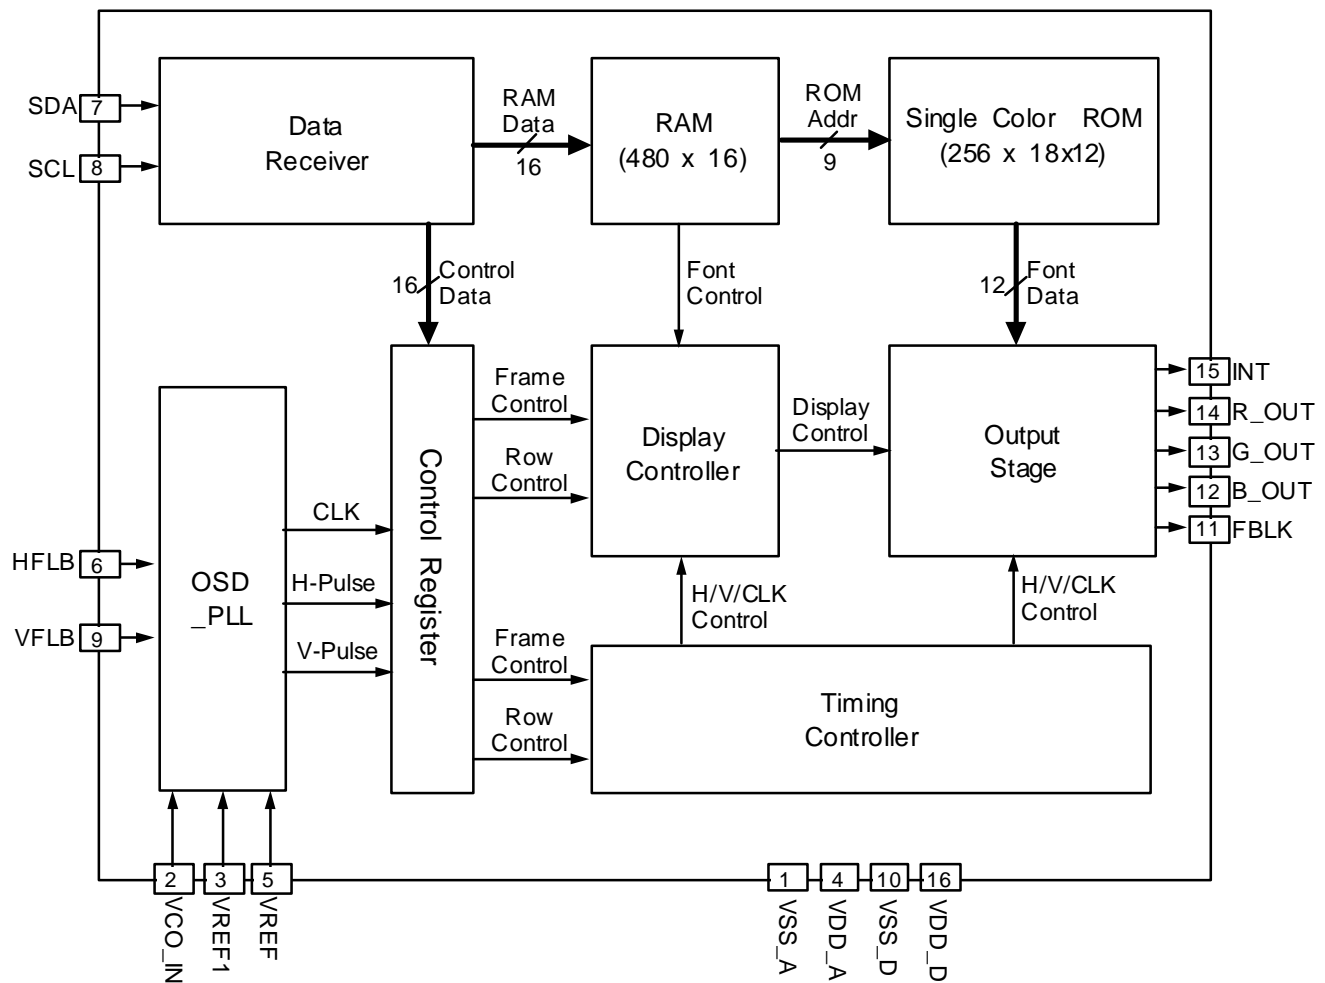 SDA
7
SCL
8
Data
Receiver
RAM
Data
16
RAM
(480 x 16)
ROM
Addr
9
Single Color ROM
(256 x 18x12)
16
Control
Data
Font
Control
12
Font
Data
HFLB
6
VFLB
9
OSD
_PLL
CLK
H-Pulse
V-Pulse
Control Register
Frame
Control
Row
Control
Display
Controller
Display
Control
Output
Stage
15
INT
14
R_OUT
13
G_OUT
12
B_OUT
11
FBLK
H/V/CLK
Control
H/V/CLK
Control
Frame
Control
Row
Control
Timing
Controller
2
VCO_IN
3
VREF1
5
VREF
1
VSS_A
4
VDD_A
10
VSS_D
16
VDD_D